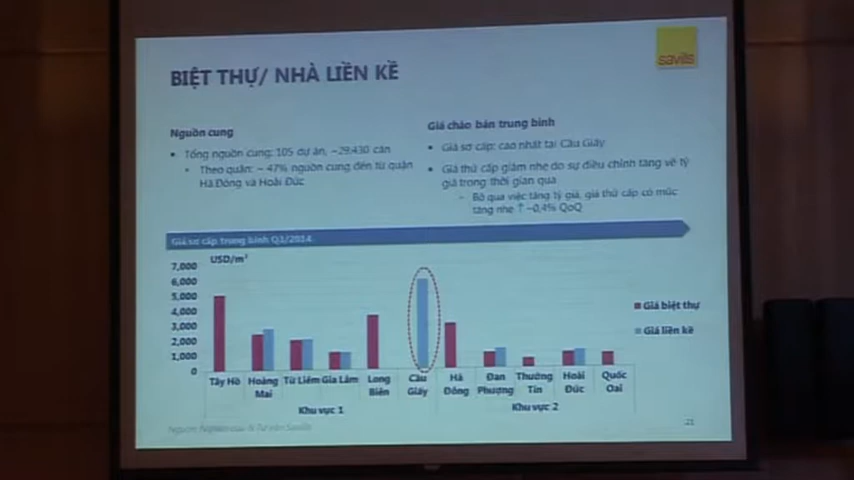 savills
BIỆT THỰ/ NHÀ LIỀN KỀ
Nguồn cung
Tổng nguồn cung: 105 dự án, ~29.430 căn
Theo quận: ~ 47% nguồn cung đến từ quận
Hà Đông và Hoài Đức
Giá chào bán trung bình
Giá sơ cấp: cao nhất tại Cầu Giấy
Giá thứ cấp giảm nhẹ do sự điều chỉnh tăng về tỷ
giá trong thời gian qua
Bỏ qua việc tăng tỷ giá, giá thứ cấp có mức
tăng nhẹ ↑ ~0,4% QoQ
Giá sơ cấp trung bình Q3/2014
USD/m²
7,000
6,000
5,000
4,000
3,000
2,000
1,000
0
Giá biệt thự
Giá liền kề
Tây Hồ
Hoàng
Mai
Từ Liêm
Gia Lâm
Long
Biên
Cầu
Giấy
Hà
Đông
Đan
Phượng
Thường
Tín
Hoài
Đức
Quốc
Oai
Khu vực 1
Khu vực 2
Nguồn: Nghiên cứu & Tư vấn Savills
21